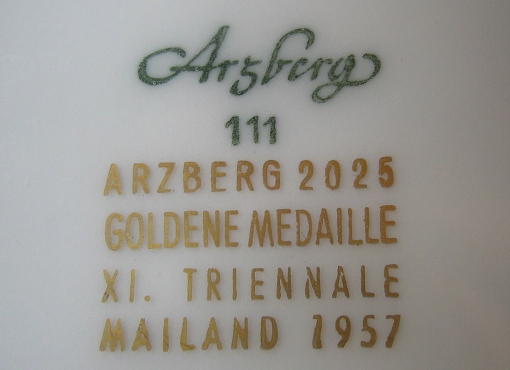 Arzberg
111
ARZBERG 2025
GOLDENE MEDAILLE
XI. TRIENNALE
MAILAND 1957